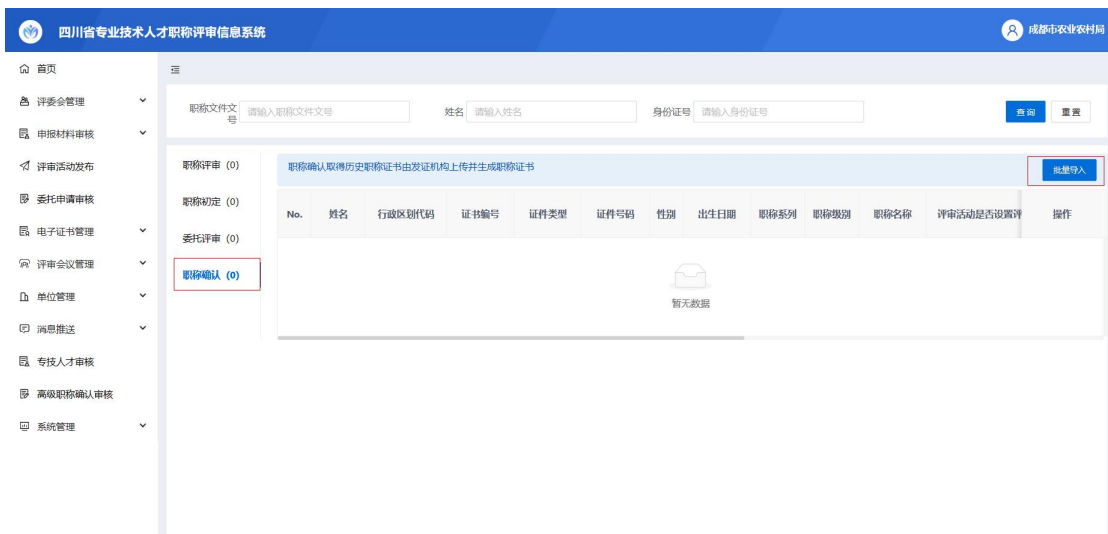 四川省专业技术人才职称评审信息系统
成都市农业农村局
首页
评委会管理
申报材料审核
评审活动发布
委托申请审核
电子证书管理
评审会议管理
单位管理
消息推送
专技人才审核
高级职称确认审核
系统管理
职称文件文号 请输入职称文件文号 姓名 请输入姓名 身份证号 请输入身份证号 查询 重置
职称评审 (0)
职称初定 (0)
委托评审 (0)
职称确认 (0)
职称确认取得历史职称证书由发证机构上传并生成职称证书 批量导入
No. 姓名 行政区划代码 证书编号 证件类型 证件号码 性别 出生日期 职称系列 职称级别 职称名称 评审活动是否设置评 操作
暂无数据